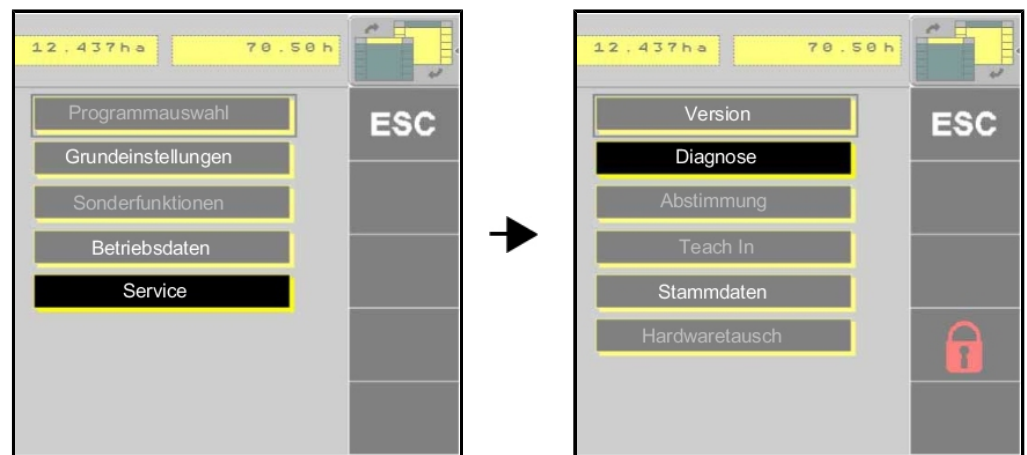 12.437ha 70.50h
Programmauswahl
ESC
Grundeinstellungen
Sonderfunktionen
Betriebsdaten
Service
12.437ha 70.50h
Version
ESC
Diagnose
Abstimmung
Teach In
Stammdaten
Hardwaretausch